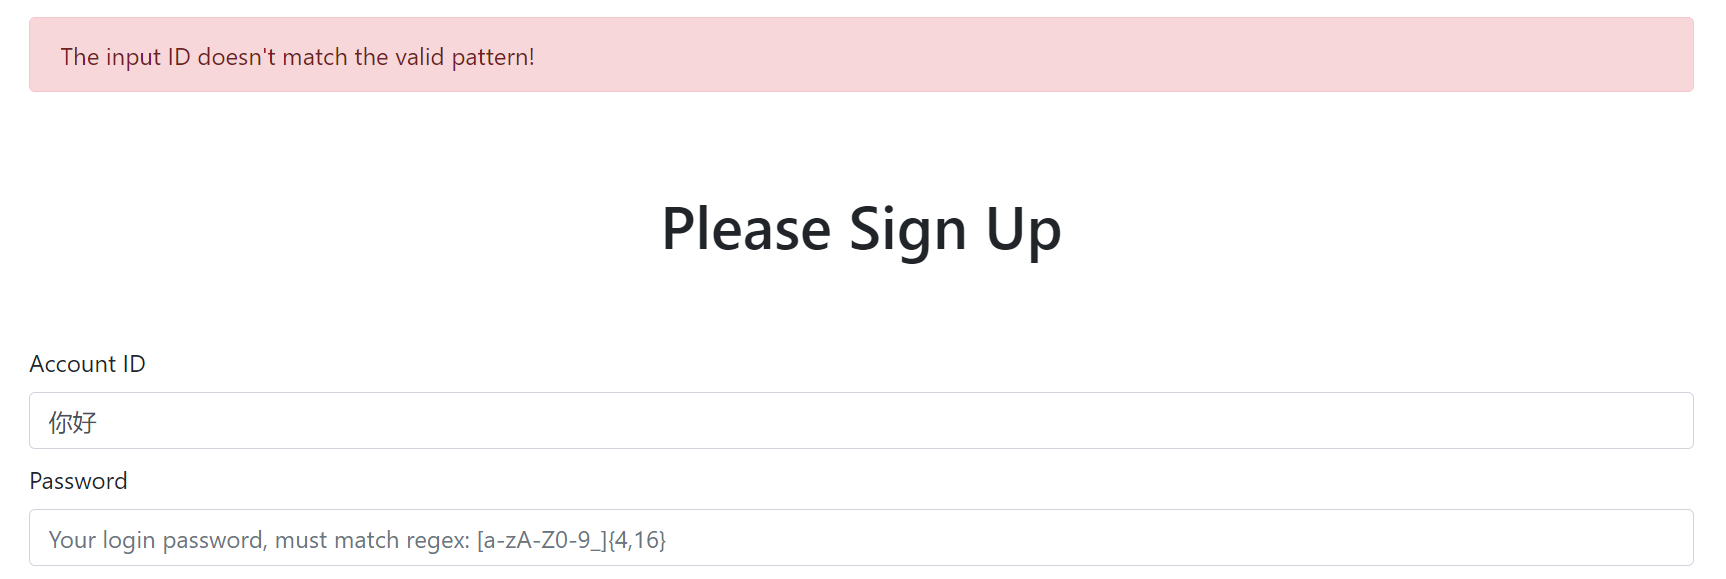 The input ID doesn't match the valid pattern!
Please Sign Up
Account ID
你好
Password
Your login password, must match regex: [a-zA-Z0-9_]{4,16}